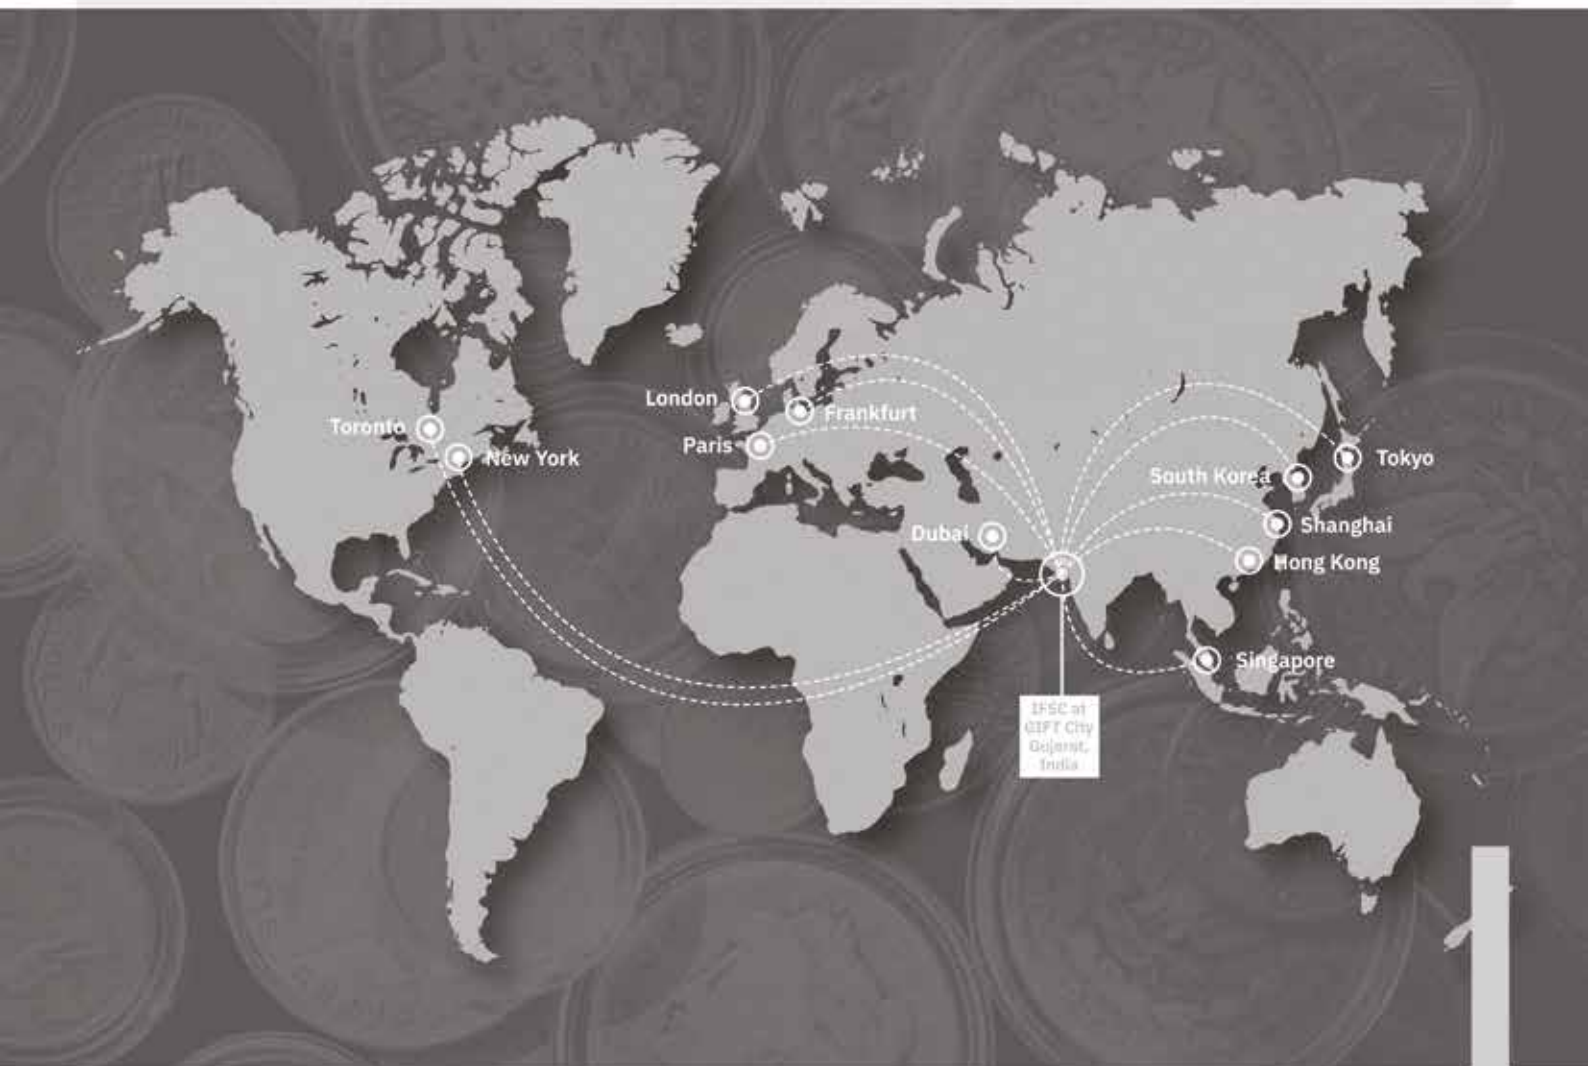 London
Frankfurt
Toronto
Paris
New York
Tokyo
South Korea
Shanghai
Dubai
Hong Kong
Singapore
IFSC at
GIFT City
Gujarat,
India